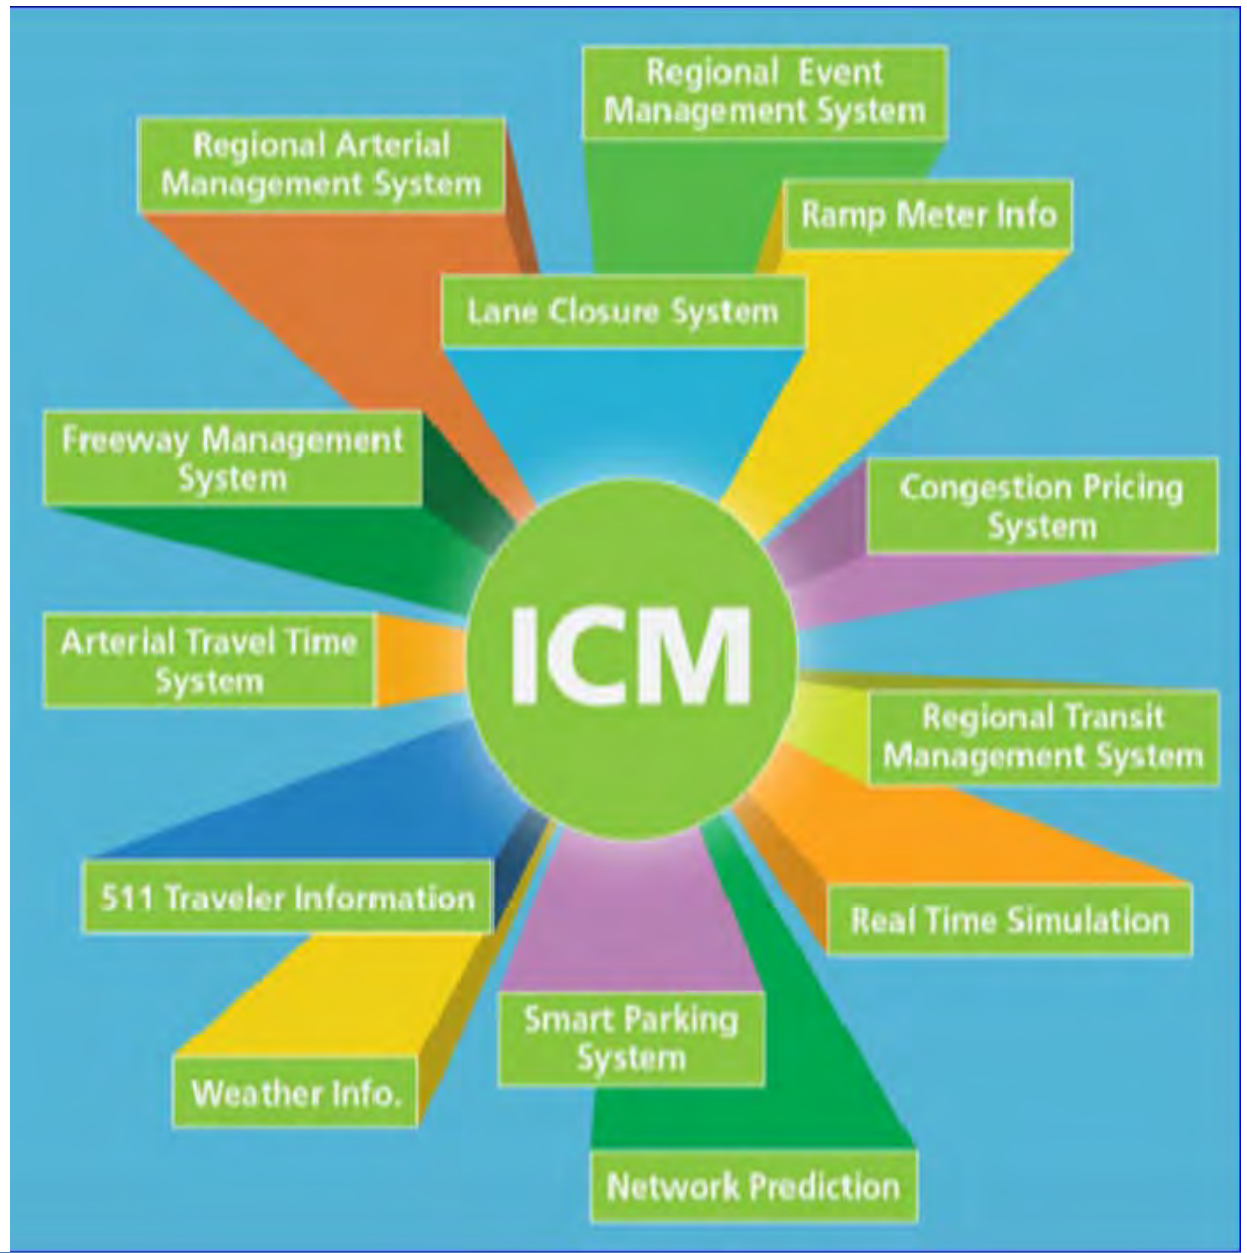 Regional Event
Management System
Regional Arterial
Management System
Ramp Meter Info
Lane Closure System
Freeway Management
System
Congestion Pricing
System
ICM
Arterial Travel Time
System
Regional Transit
Management System
511 Traveler Information
Real Time Simulation
Smart Parking
System
Weather Info.
Network Prediction